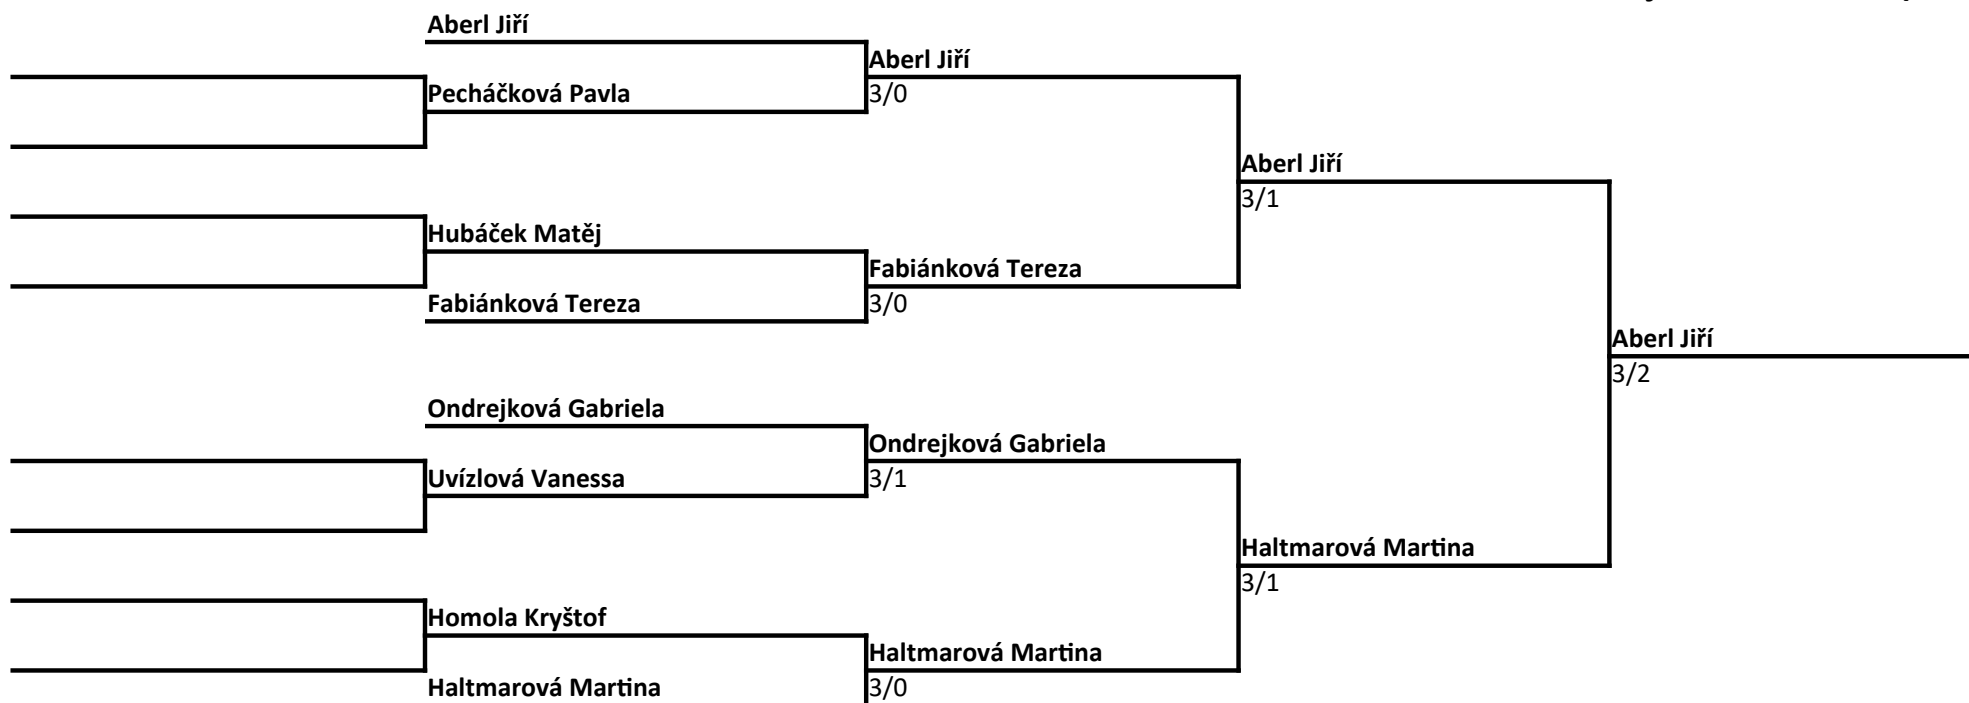 Aberl Jiří
Aberl Jiří
Pecháčková Pavla
3/0
Aberl Jiří
3/1
Hubáček Matěj
Fabiánková Tereza
Fabiánková Tereza
3/0
Aberl Jiří
3/2
Ondrejková Gabriela
Ondrejková Gabriela
Uvízlová Vanessa
3/1
Haltmarová Martina
3/1
Homola Kryštof
Haltmarová Martina
Haltmarová Martina
3/0